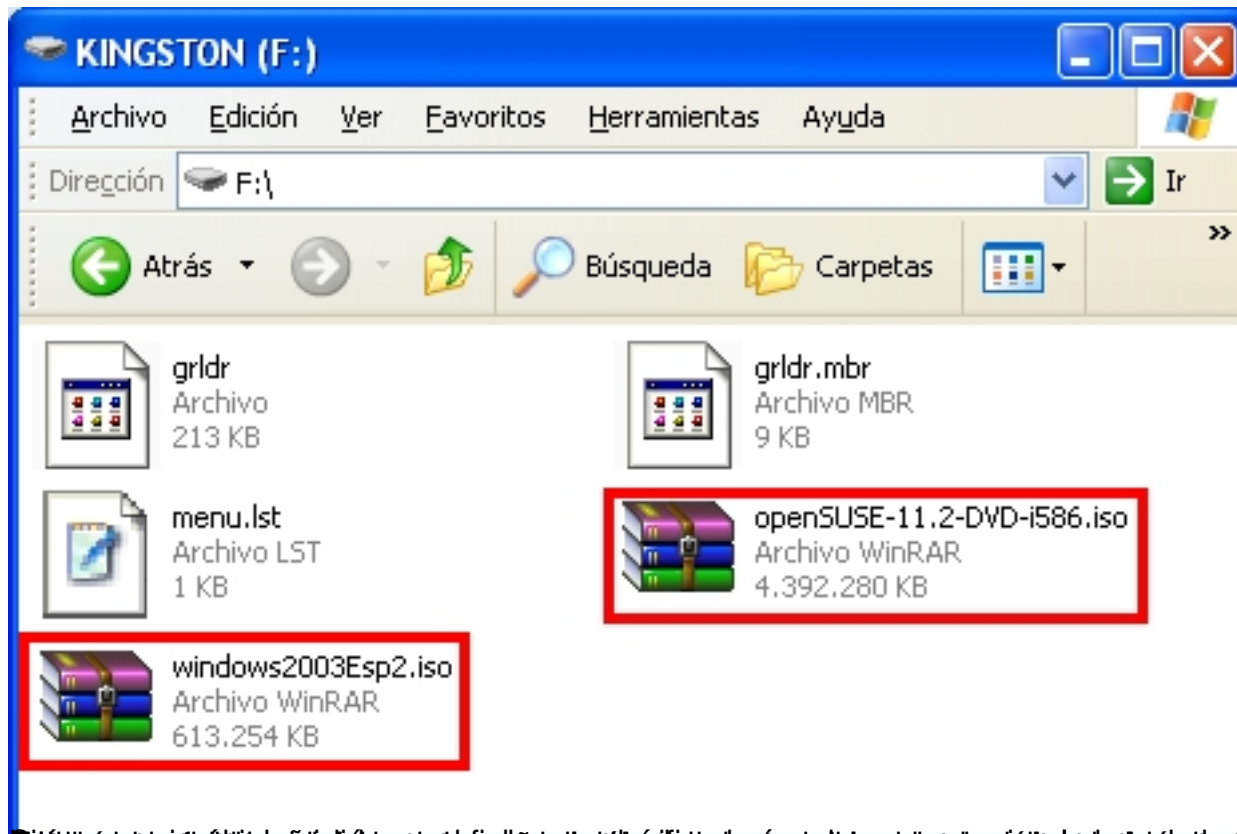 KINGSTON (F:)
Archivo Edición Ver Favoritos Herramientas Ayuda
Dirección F:\ Ir
Atrás Búsqueda Carpetas »
grldr
Archivo
213 KB
grldr.mbr
Archivo MBR
9 KB
menu.lst
Archivo LST
1 KB
openSUSE-11.2-DVD-i586.iso
Archivo WinRAR
4.392.280 KB
windows2003Esp2.iso
Archivo WinRAR
613.254 KB